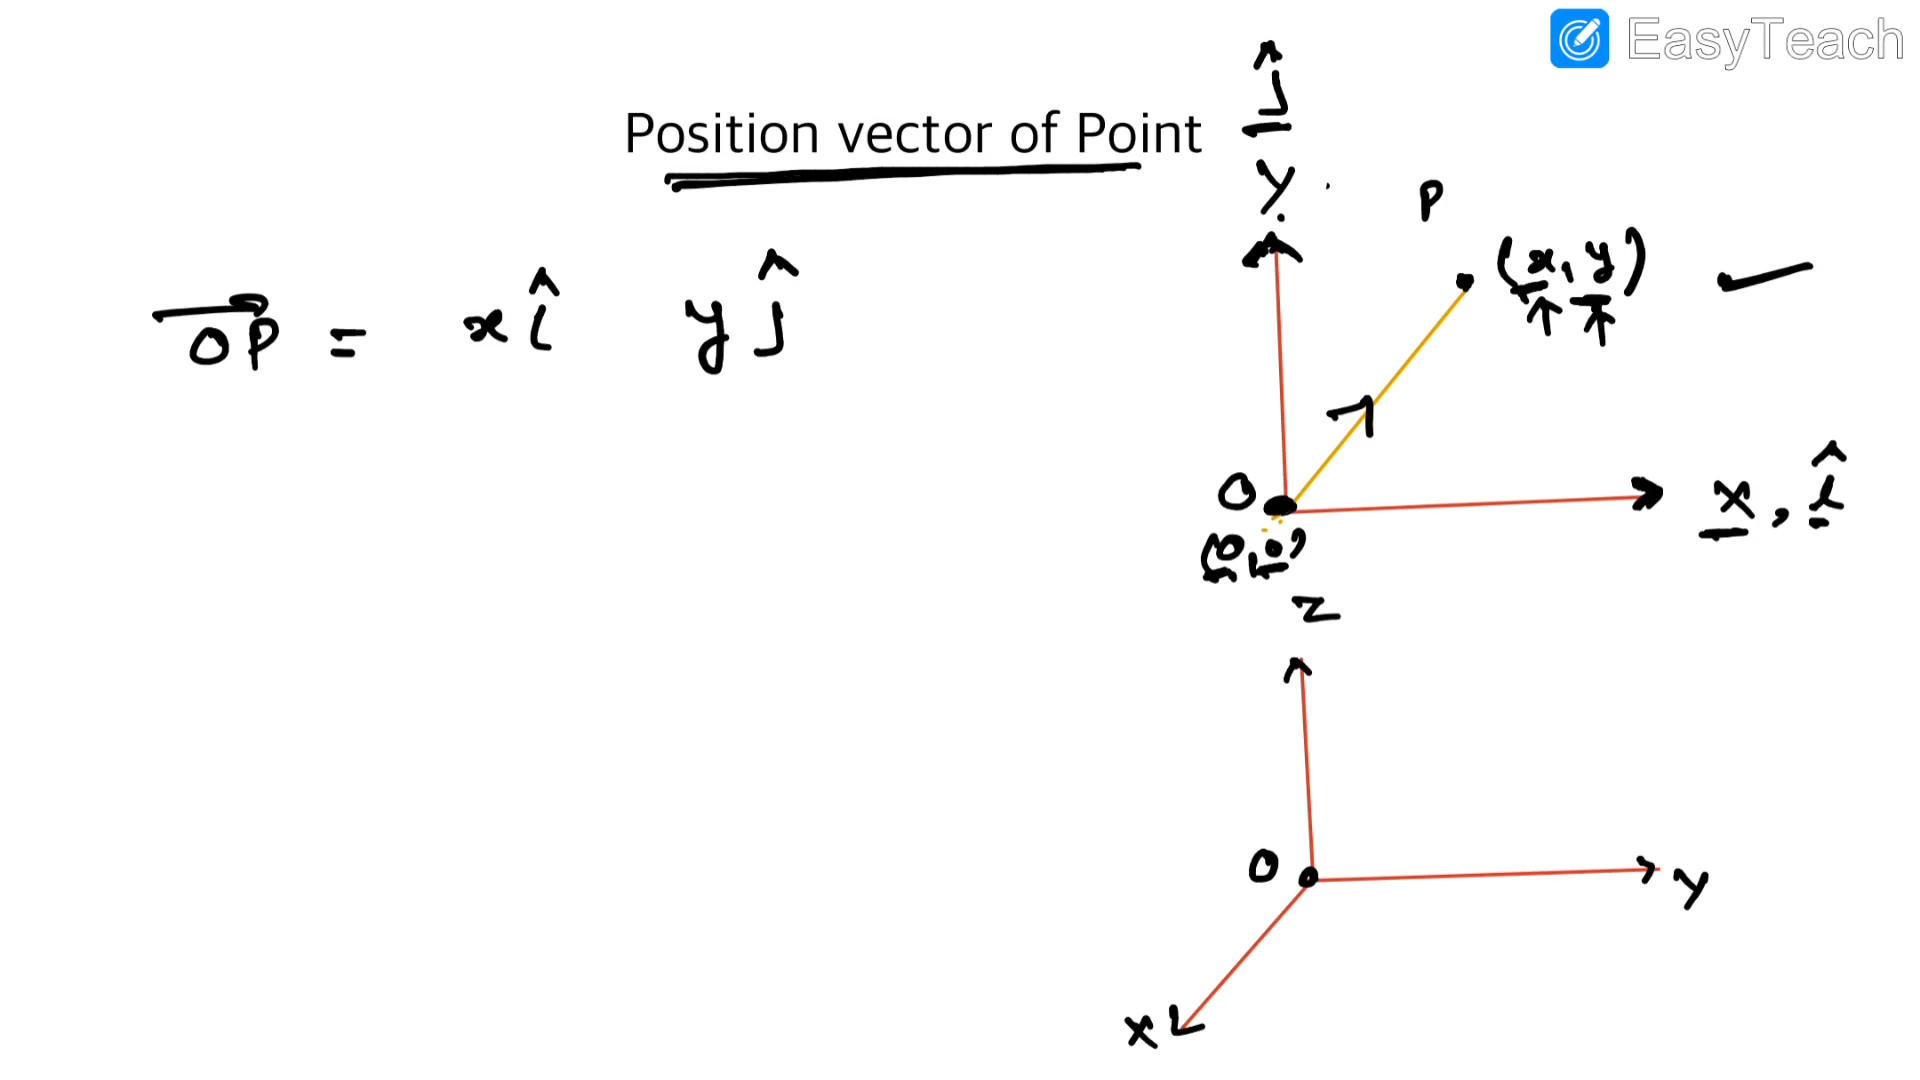 EasyTeach
Position vector of Point
ĵ
Y
P
(x, y)
OP⃗ = x î y ĵ
O
X, î
(0,0)
Z
O
y
X